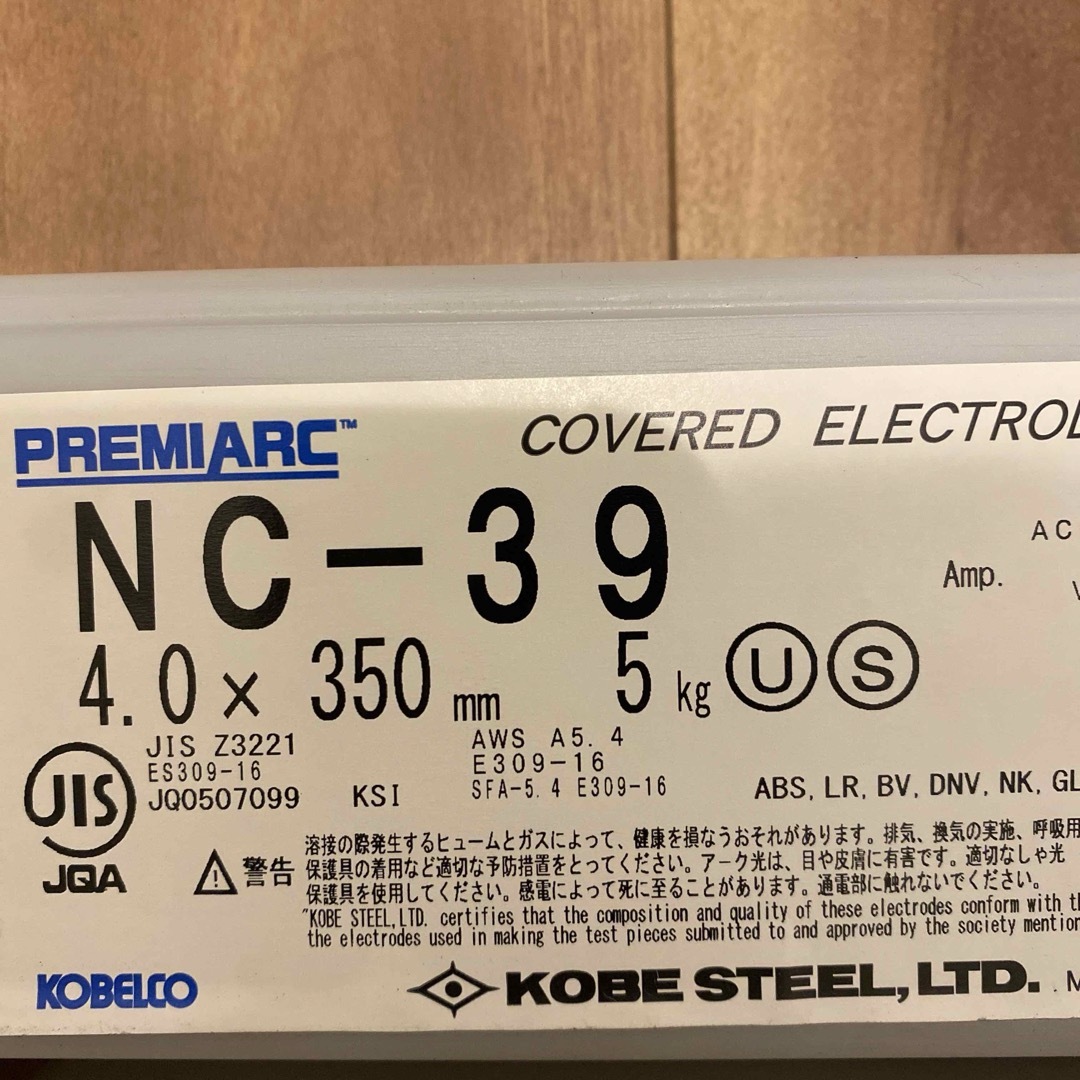 PREMIARC™
COVERED ELECTROD
NC-39
AC
Amp.
4.0 × 350 mm 5 kg U S
JIS Z3221
ES309-16
JQ0507099
KSI
AWS A5.4
E309-16
SFA-5.4 E309-16
ABS, LR, BV, DNV, NK, GL
JIS
JQA
警告
溶接の際発生するヒュームとガスによって、健康を損なうおそれがあります。排気、換気の実施、呼吸用
保護具の着用など適切な予防措置をとってください。アーク光は、目や皮膚に有害です。適切なしゃ光
保護具を使用してください。感電によって死に至ることがあります。通電部に触れないでください。
"KOBE STEEL,LTD. certifies that the composition and quality of these electrodes conform with th
the electrodes used in making the test pieces submitted to and approved by the society mention
KOBELCO
KOBE STEEL, LTD. M